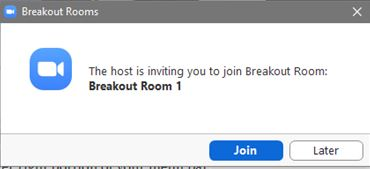 Breakout Rooms
The host is inviting you to join Breakout Room:
Breakout Room 1
Join Later